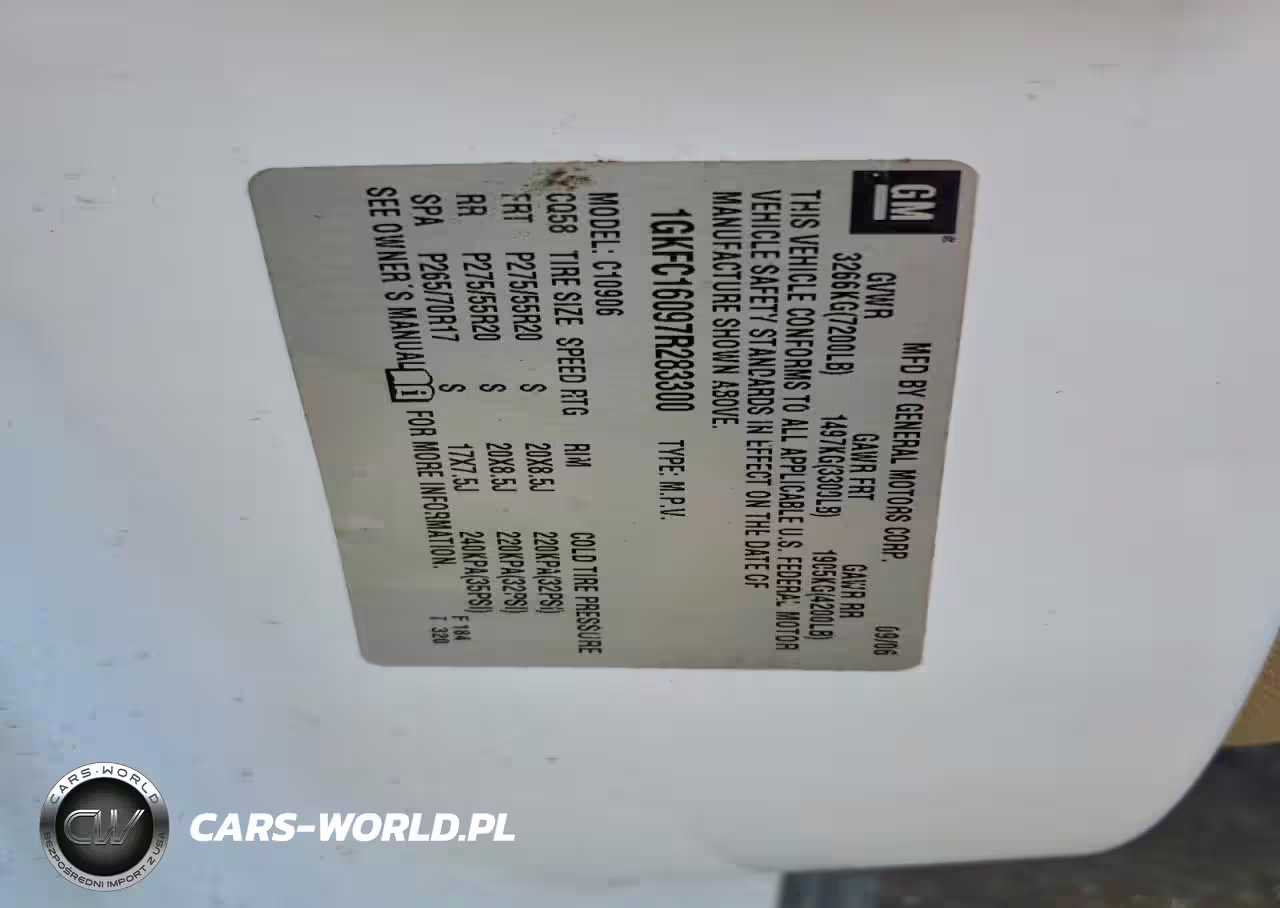 GM
®
MFD BY GENERAL MOTORS CORP. 09/06
GVWR GAWR FRT GAWR RR
3266KG(7200LB) 1497KG(3300LB) 1905KG(4200LB)
THIS VEHICLE CONFORMS TO ALL APPLICABLE U.S. FEDERAL MOTOR
VEHICLE SAFETY STANDARDS IN EFFECT ON THE DATE OF
MANUFACTURE SHOWN ABOVE.
1GKFC16097R283300 TYPE: M.P.V.
MODEL: C10906
CQ58 TIRE SIZE SPEED RTG RIM COLD TIRE PRESSURE
FRT P275/55R20 S 20X8.5J 220KPA(32PSI)
RR P275/55R20 S 20X8.5J 220KPA(32PSI)
SPA P265/70R17 S 17X7.5J 240KPA(35PSI)
SEE OWNER'S MANUAL FOR MORE INFORMATION.
F 184
T 320
CARS-WORLD
CW
BEZPOŚREDNI IMPORT Z USA
CARS-WORLD.PL